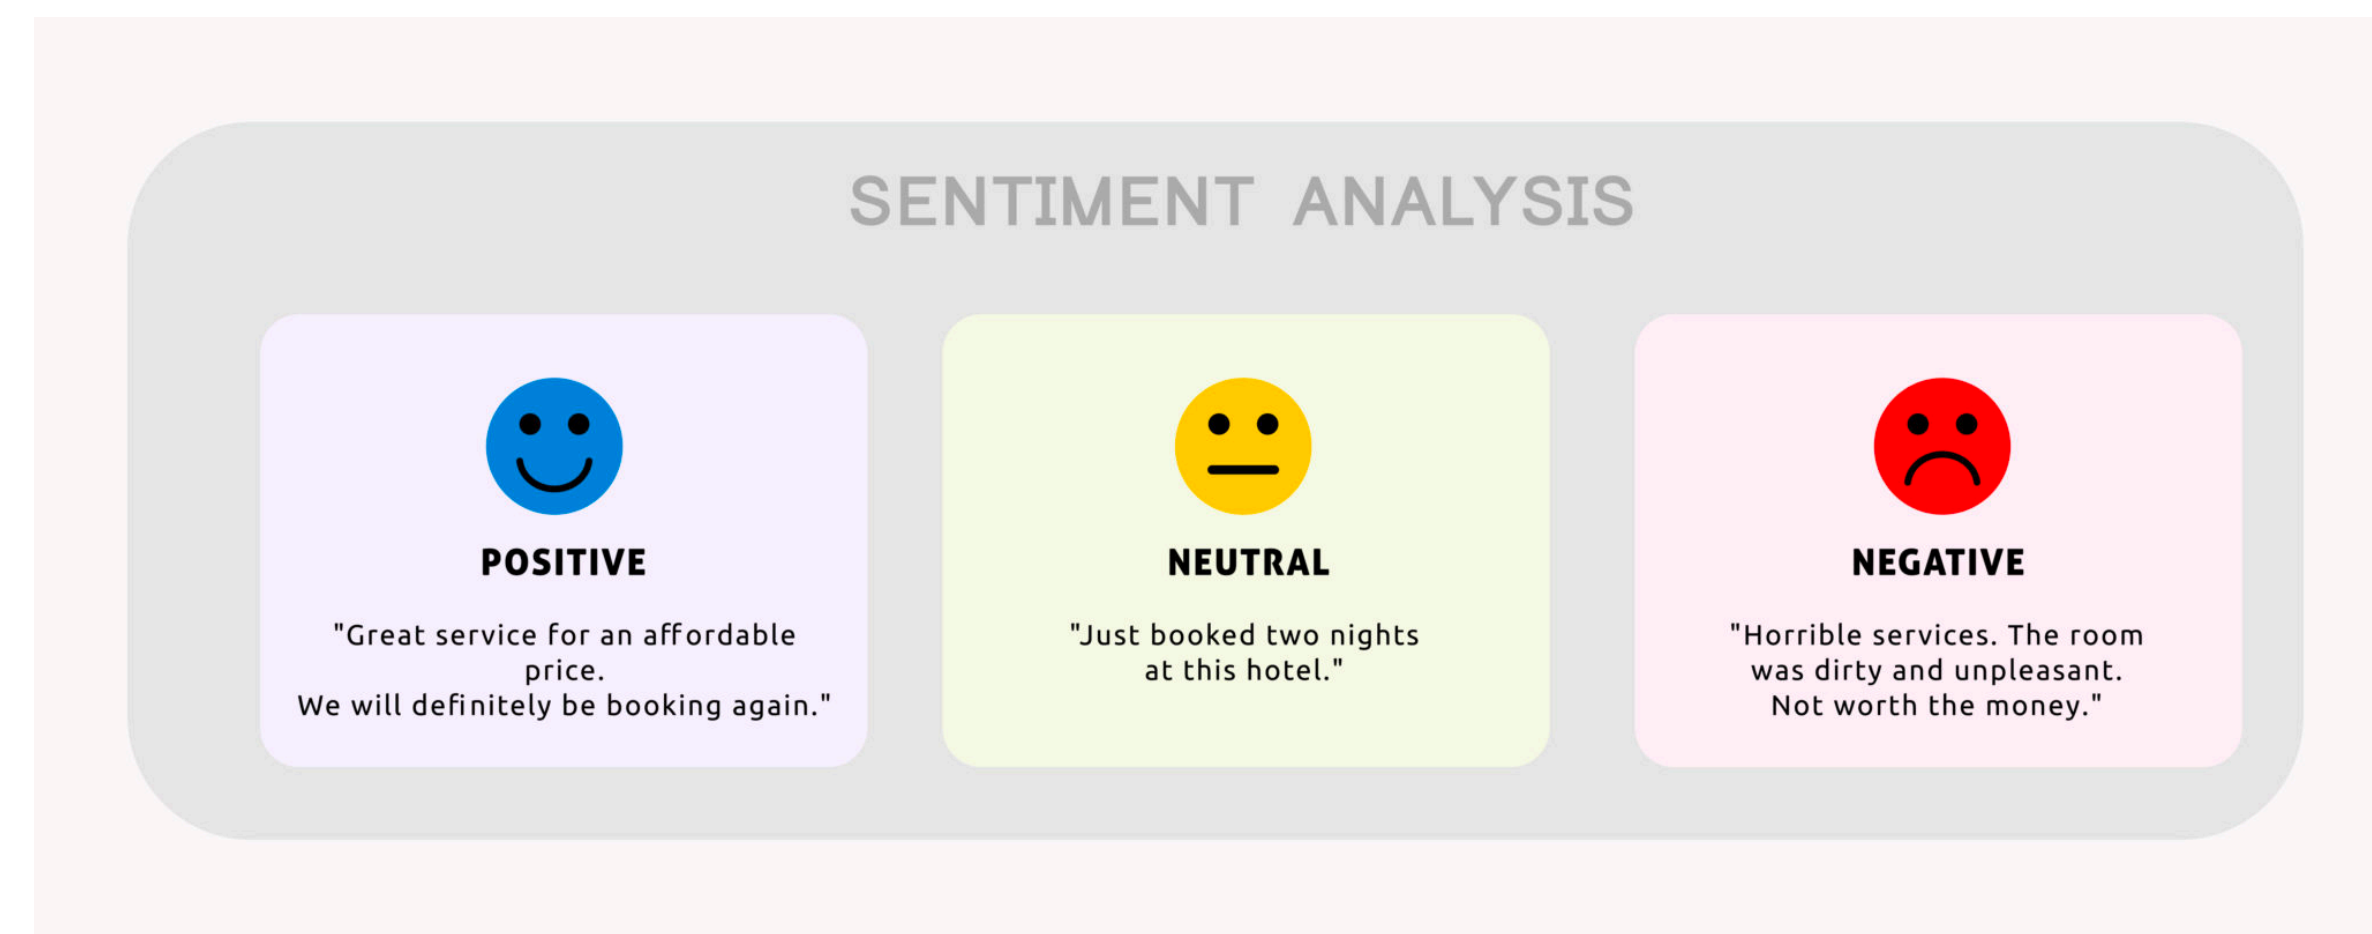 SENTIMENT ANALYSIS
POSITIVE
"Great service for an affordable
price.
We will definitely be booking again."
NEUTRAL
"Just booked two nights
at this hotel."
NEGATIVE
"Horrible services. The room
was dirty and unpleasant.
Not worth the money."